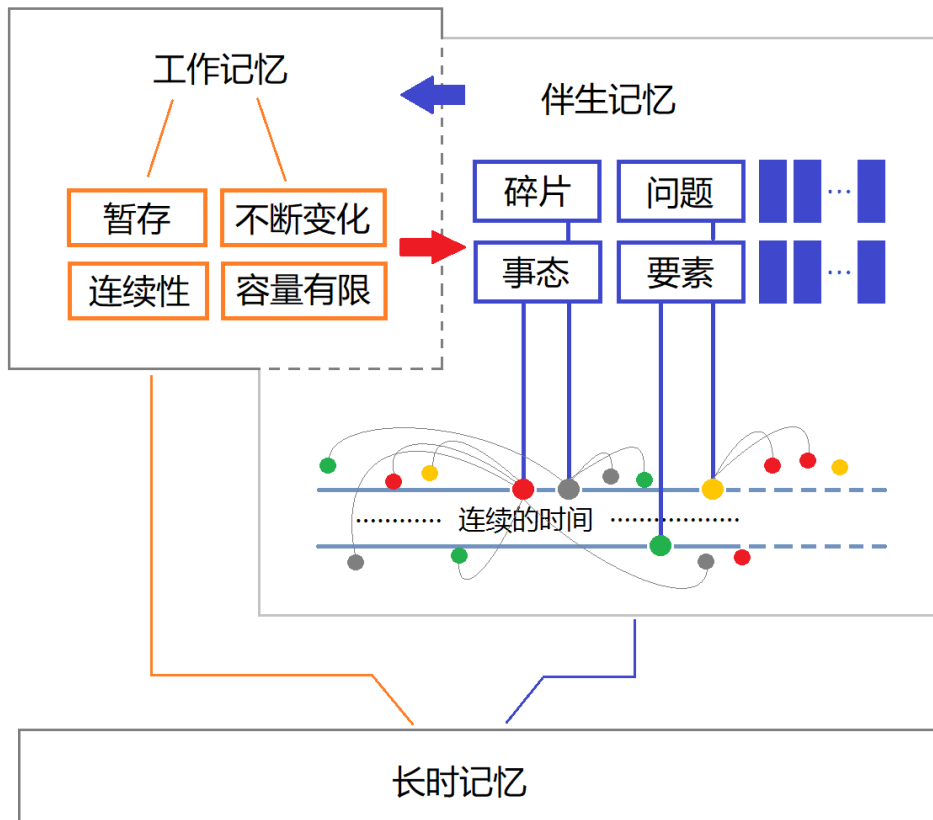 工作记忆
伴生记忆
暂存
不断变化
连续性
容量有限
碎片
问题
...
事态
要素
...
............ 连续的时间 ....................
长时记忆